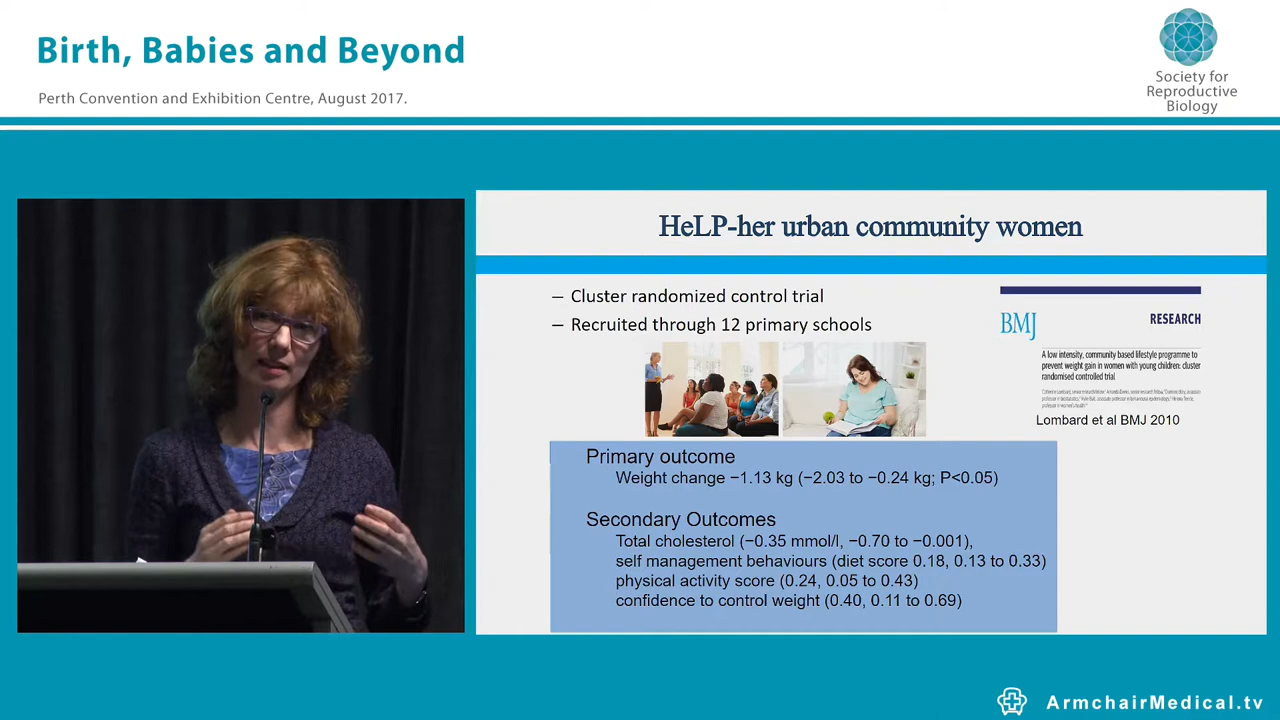 Birth, Babies and Beyond
Perth Convention and Exhibition Centre, August 2017.
Society for
Reproductive
Biology
HeLP-her urban community women
– Cluster randomized control trial
– Recruited through 12 primary schools
BMJ
RESEARCH
A low intensity, community based lifestyle programme to
prevent weight gain in women with young children: cluster
randomised controlled trial
Lombard et al BMJ 2010
Primary outcome
Weight change −1.13 kg (−2.03 to −0.24 kg; P<0.05)
Secondary Outcomes
Total cholesterol (−0.35 mmol/l, −0.70 to −0.001),
self management behaviours (diet score 0.18, 0.13 to 0.33)
physical activity score (0.24, 0.05 to 0.43)
confidence to control weight (0.40, 0.11 to 0.69)
ArmchairMedical.tv